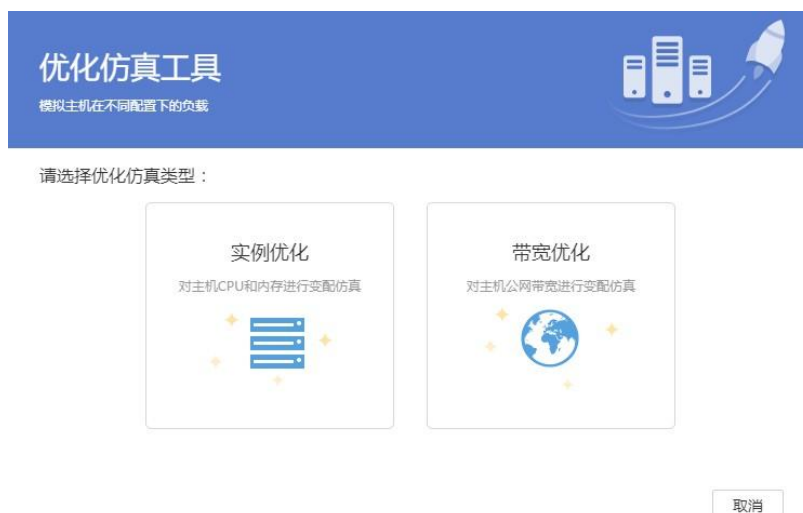 优化仿真工具
模拟主机在不同配置下的负载
请选择优化仿真类型：
实例优化
对主机CPU和内存进行变配仿真
带宽优化
对主机公网带宽进行变配仿真
取消